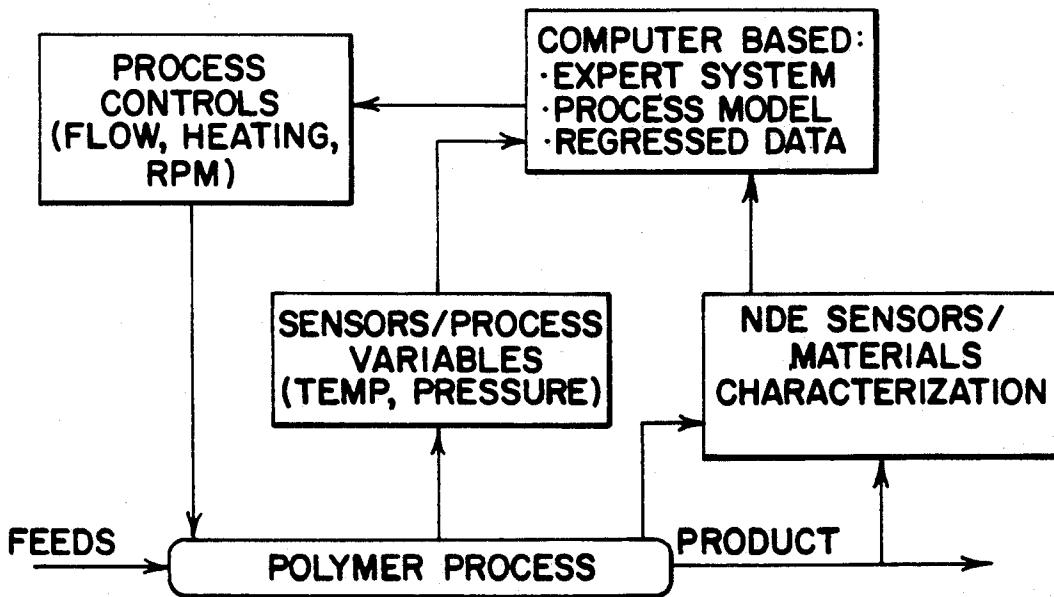 PROCESS
CONTROLS
(FLOW, HEATING,
RPM)
COMPUTER BASED:
·EXPERT SYSTEM
·PROCESS MODEL
·REGRESSED DATA
SENSORS/PROCESS
VARIABLES
(TEMP, PRESSURE)
NDE SENSORS/
MATERIALS
CHARACTERIZATION
FEEDS
POLYMER PROCESS
PRODUCT